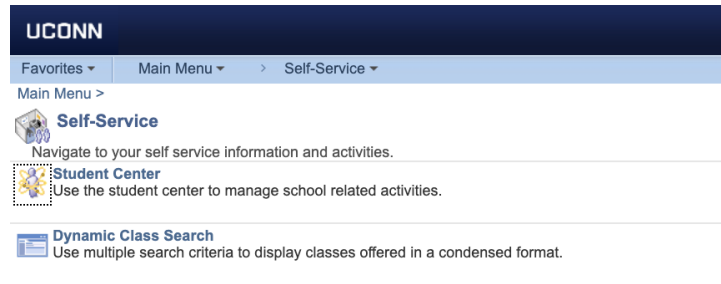 UCONN
Favorites Main Menu > Self-Service
Main Menu >
Self-Service
Navigate to your self service information and activities.
Student Center
Use the student center to manage school related activities.
Dynamic Class Search
Use multiple search criteria to display classes offered in a condensed format.